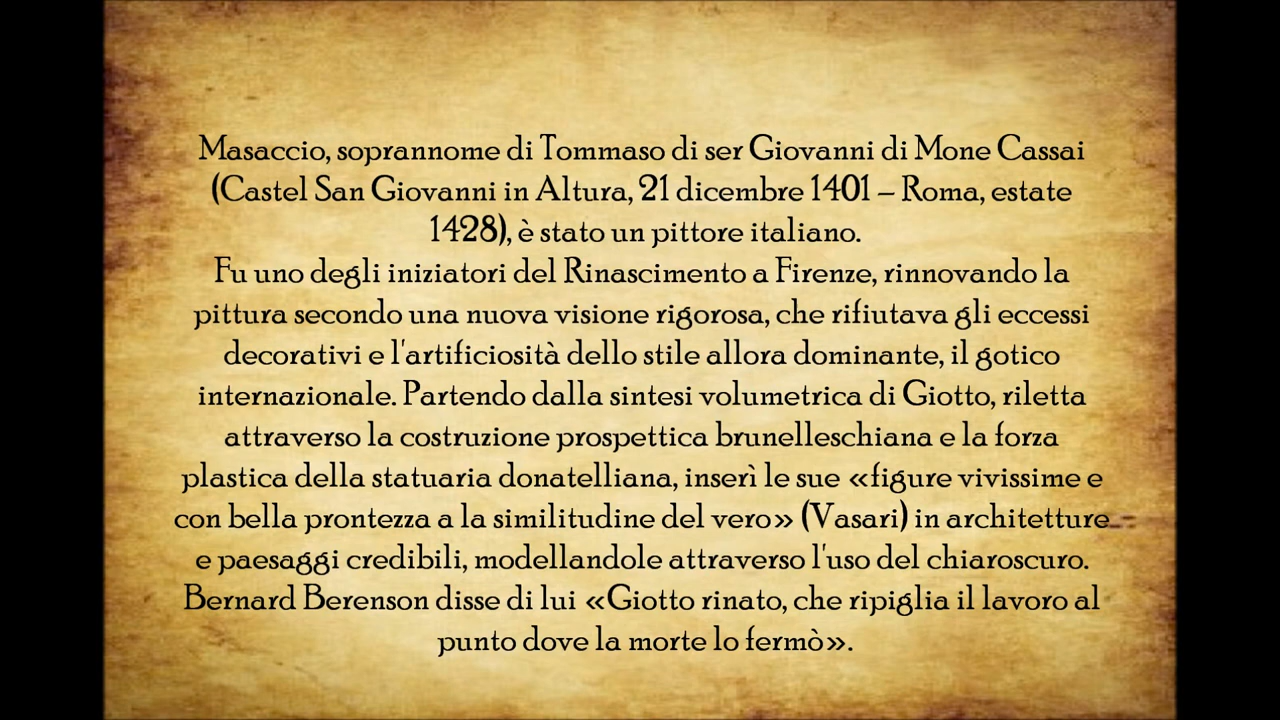 Masaccio, soprannome di Tommaso di ser Giovanni di Mone Cassai
(Castel San Giovanni in Altura, 21 dicembre 1401 – Roma, estate
1428), è stato un pittore italiano.
Fu uno degli iniziatori del Rinascimento a Firenze, rinnovando la
pittura secondo una nuova visione rigorosa, che rifiutava gli eccessi
decorativi e l'artificiosità dello stile allora dominante, il gotico
internazionale. Partendo dalla sintesi volumetrica di Giotto, riletta
attraverso la costruzione prospettica brunelleschiana e la forza
plastica della statuaria donatelliana, inserì le sue «figure vivissime e
con bella prontezza a la similitudine del vero» (Vasari) in architetture
e paesaggi credibili, modellandole attraverso l'uso del chiaroscuro.
Bernard Berenson disse di lui «Giotto rinato, che ripiglia il lavoro al
punto dove la morte lo fermò».